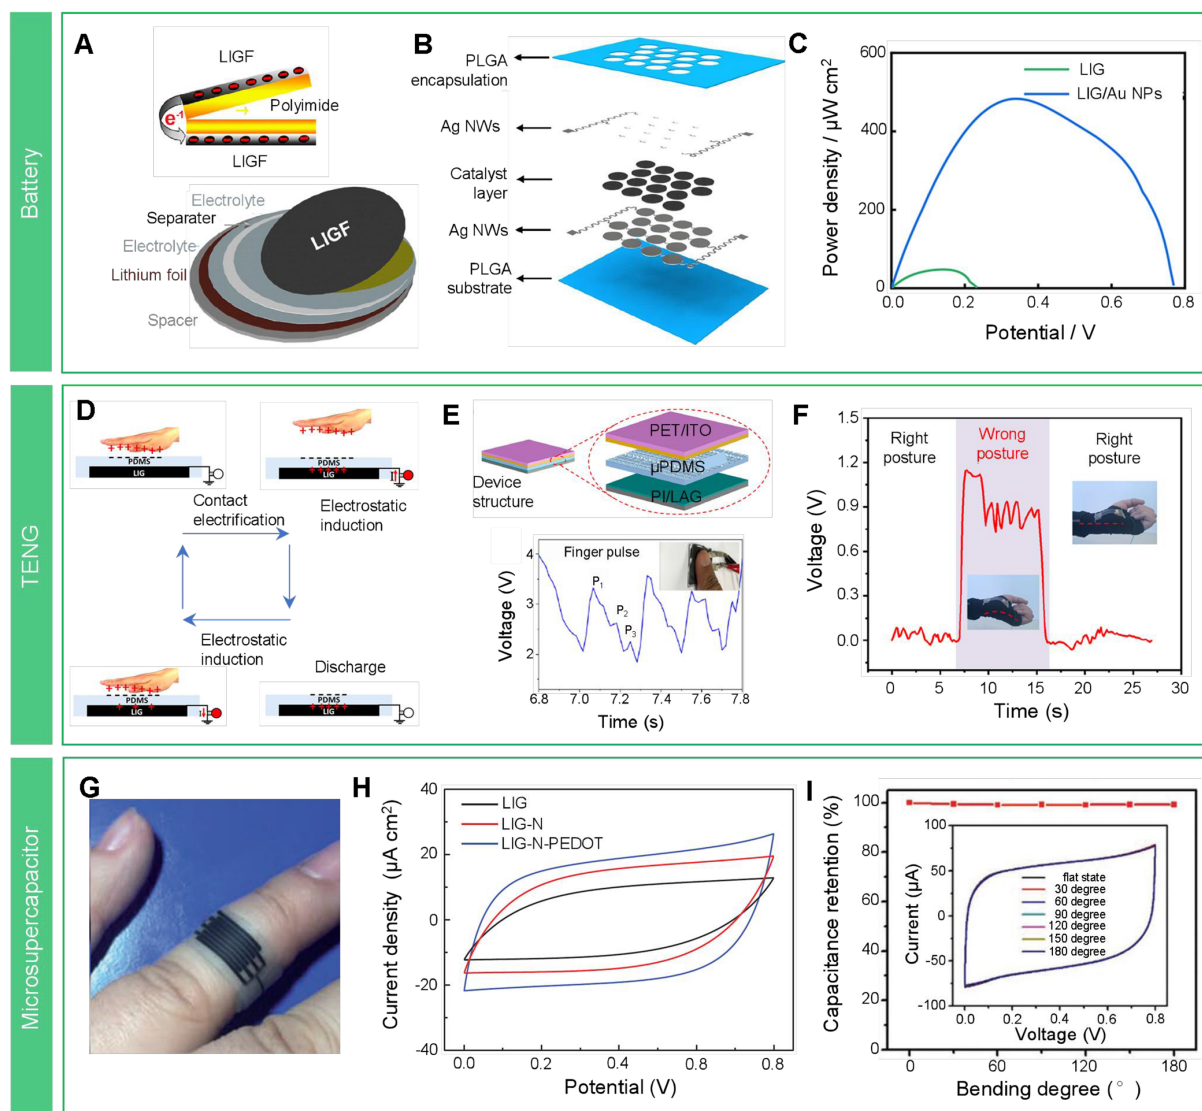 Battery
A
LIGF
e-1
Polyimide
LIGF
Electrolyte
Separater
Electrolyte
Lithium foil
Spacer
LIGF
B
PLGA
encapsulation
Ag NWs
Catalyst
layer
Ag NWs
PLGA
substrate
C
Power density / μW cm2
600
400
200
0
LIG
LIG/Au NPs
0.0 0.2 0.4 0.6 0.8
Potential / V
TENG
D
PDMS
LIG
PDMS
LIG
Contact
electrification
Electrostatic
induction
Electrostatic
induction
Discharge
PDMS
LIG
PDMS
LIG
E
Device
structure
PET/ITO
μPDMS
PI/LAG
Voltage (V)
4
3
2
Finger pulse
P1
P2
P3
6.8 7.0 7.2 7.4 7.6 7.8
Time (s)
F
Voltage (V)
1.5
1.2
0.9
0.6
0.3
0.0
Right
posture
Wrong
posture
Right
posture
0 5 10 15 20 25 30
Time (s)
Microsupercapacitor
G
H
Current density (μA cm2)
40
20
0
-20
-40
LIG
LIG-N
LIG-N-PEDOT
0.0 0.2 0.4 0.6 0.8
Potential (V)
I
Capacitance retention (%)
100
80
60
40
20
0
Current (μA)
100
50
0
-50
-100
flat state
30 degree
60 degree
90 degree
120 degree
150 degree
180 degree
0.0 0.2 0.4 0.6 0.8
Voltage (V)
0 60 120 180
Bending degree (°)